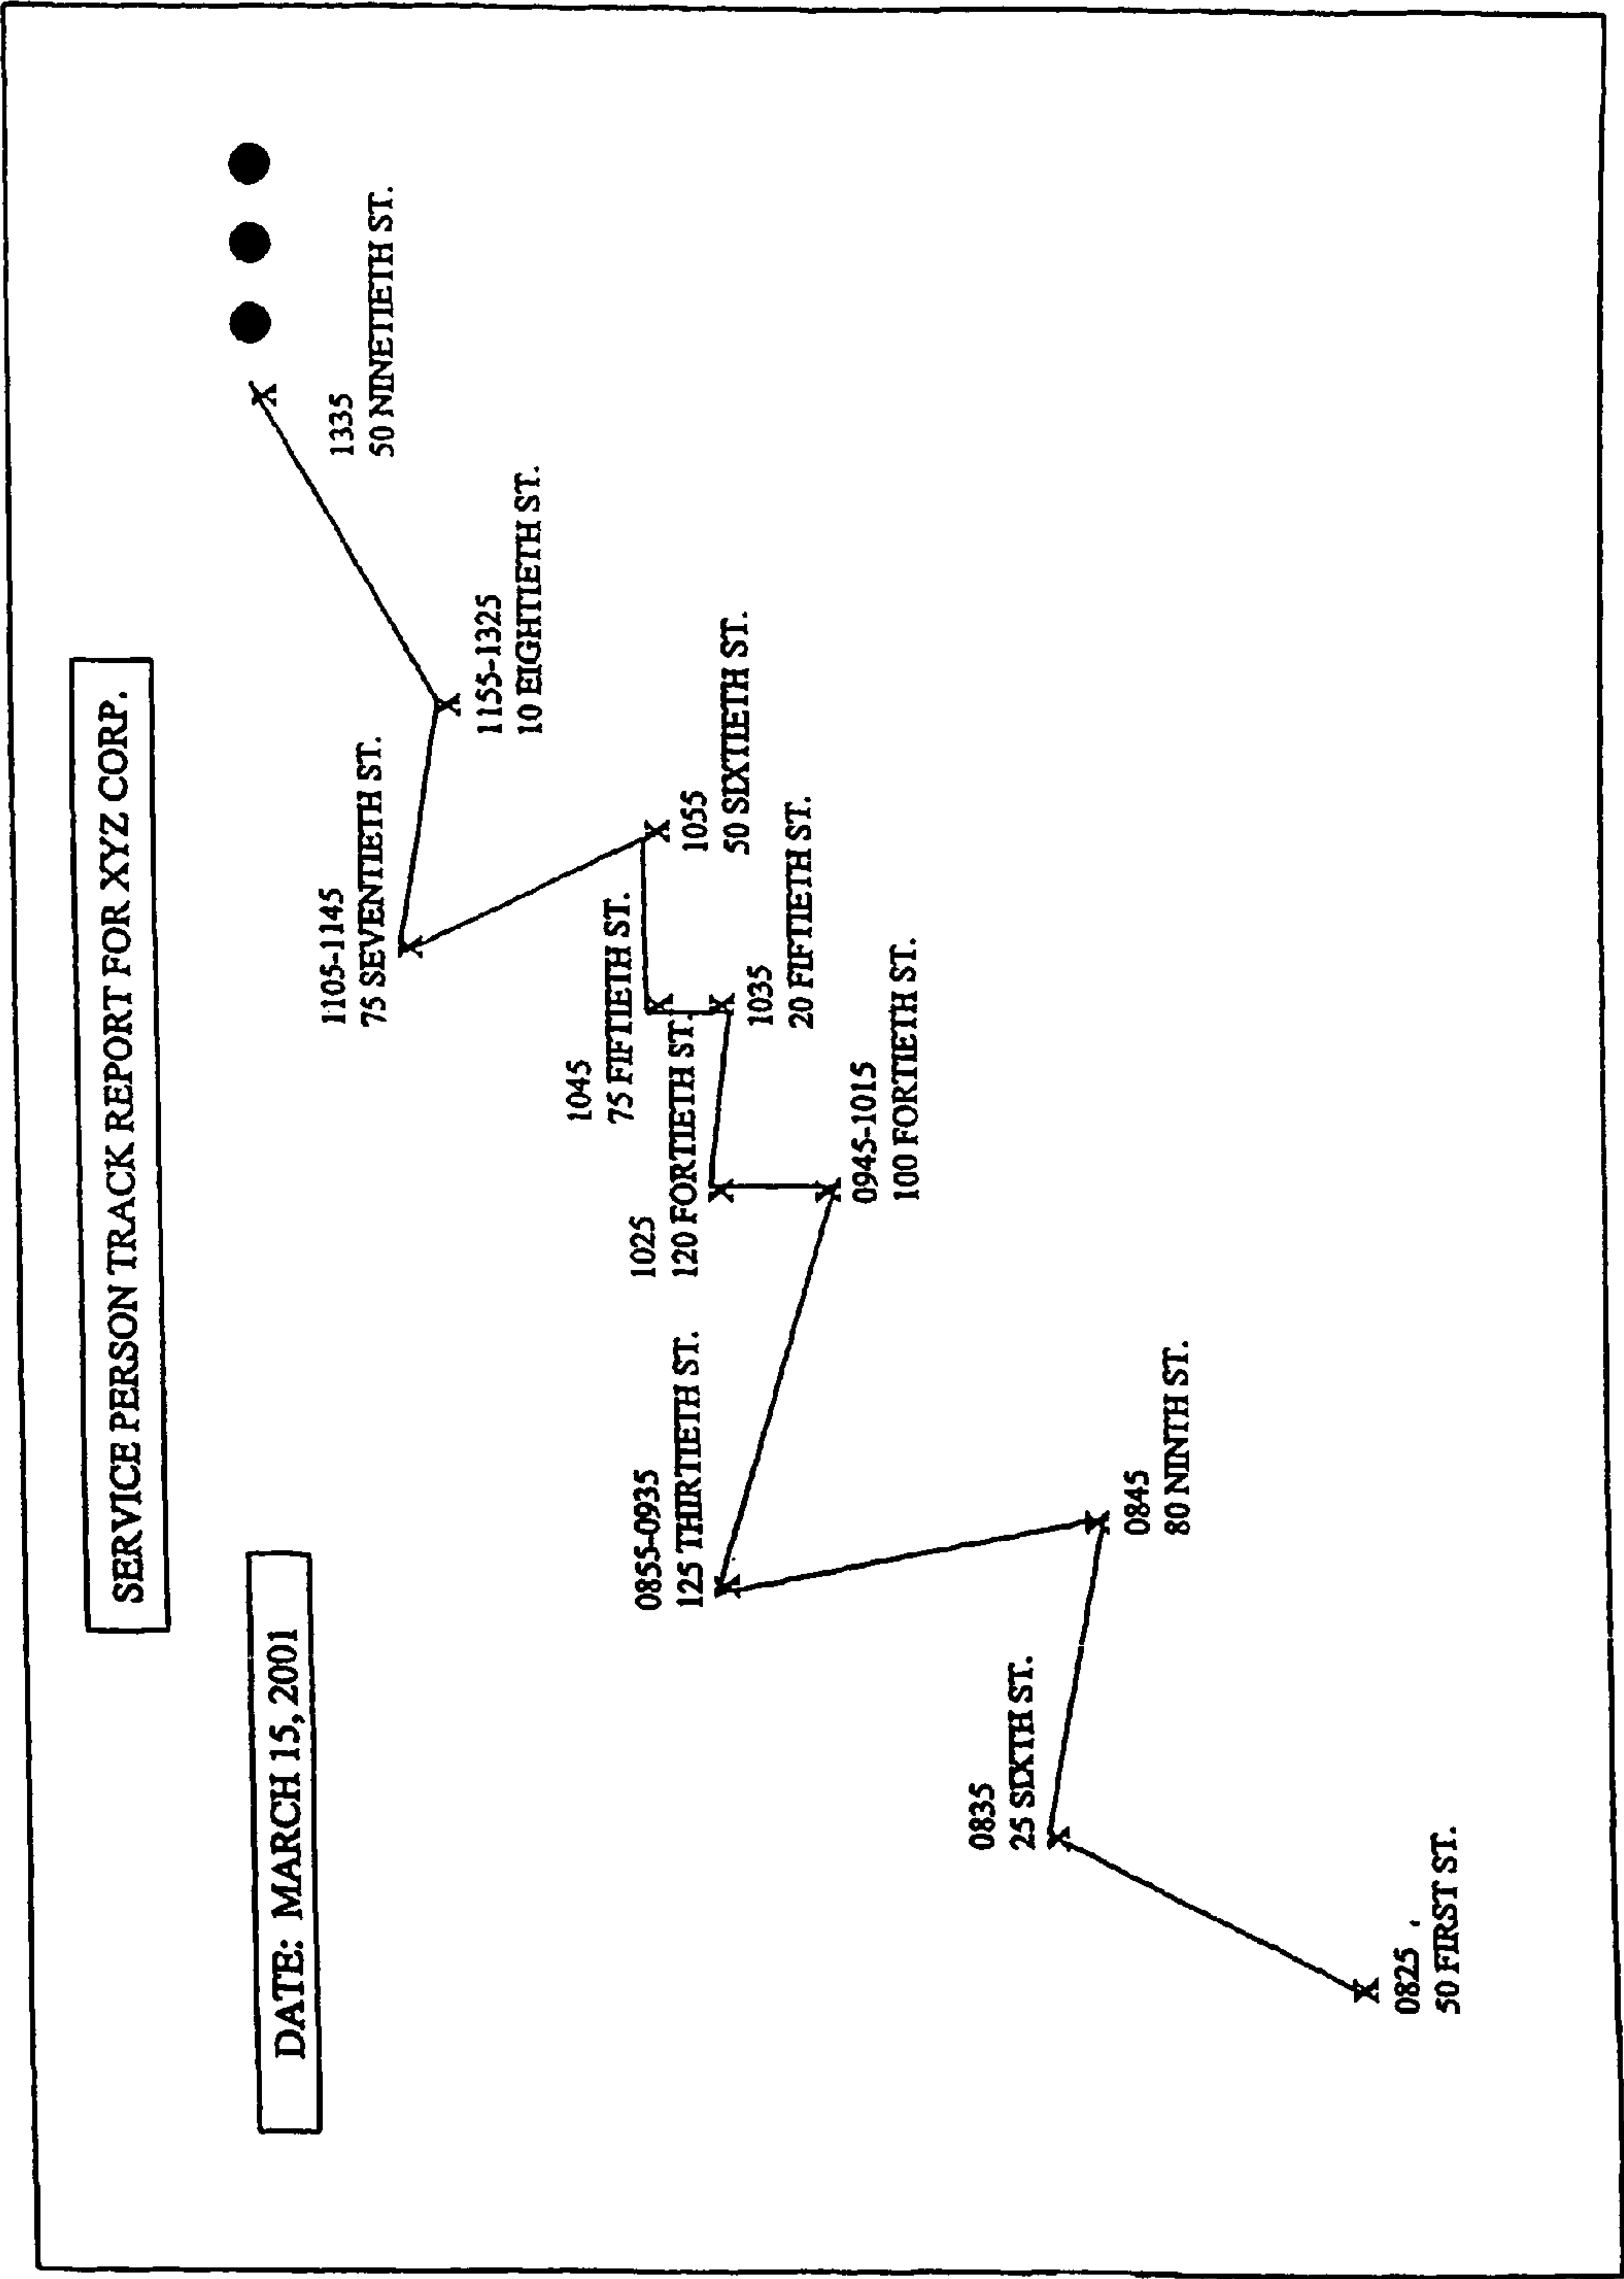 SERVICE PERSON TRACK REPORT FOR XYZ CORP.
DATE: MARCH 15, 2001
0825
50 FIRST ST.
0835
25 SIXTH ST.
0845
80 NINTH ST.
0855-0935
125 THIRTIETH ST.
0945-1015
100 FORTIETH ST.
1025
120 FORTIETH ST.
1035
20 FIFTIETH ST.
1045
75 FIFTIETH ST.
1055
50 SIXTIETH ST.
1105-1145
75 SEVENTIETH ST.
1155-1325
10 EIGHTIETH ST.
1335
50 NINETIETH ST.